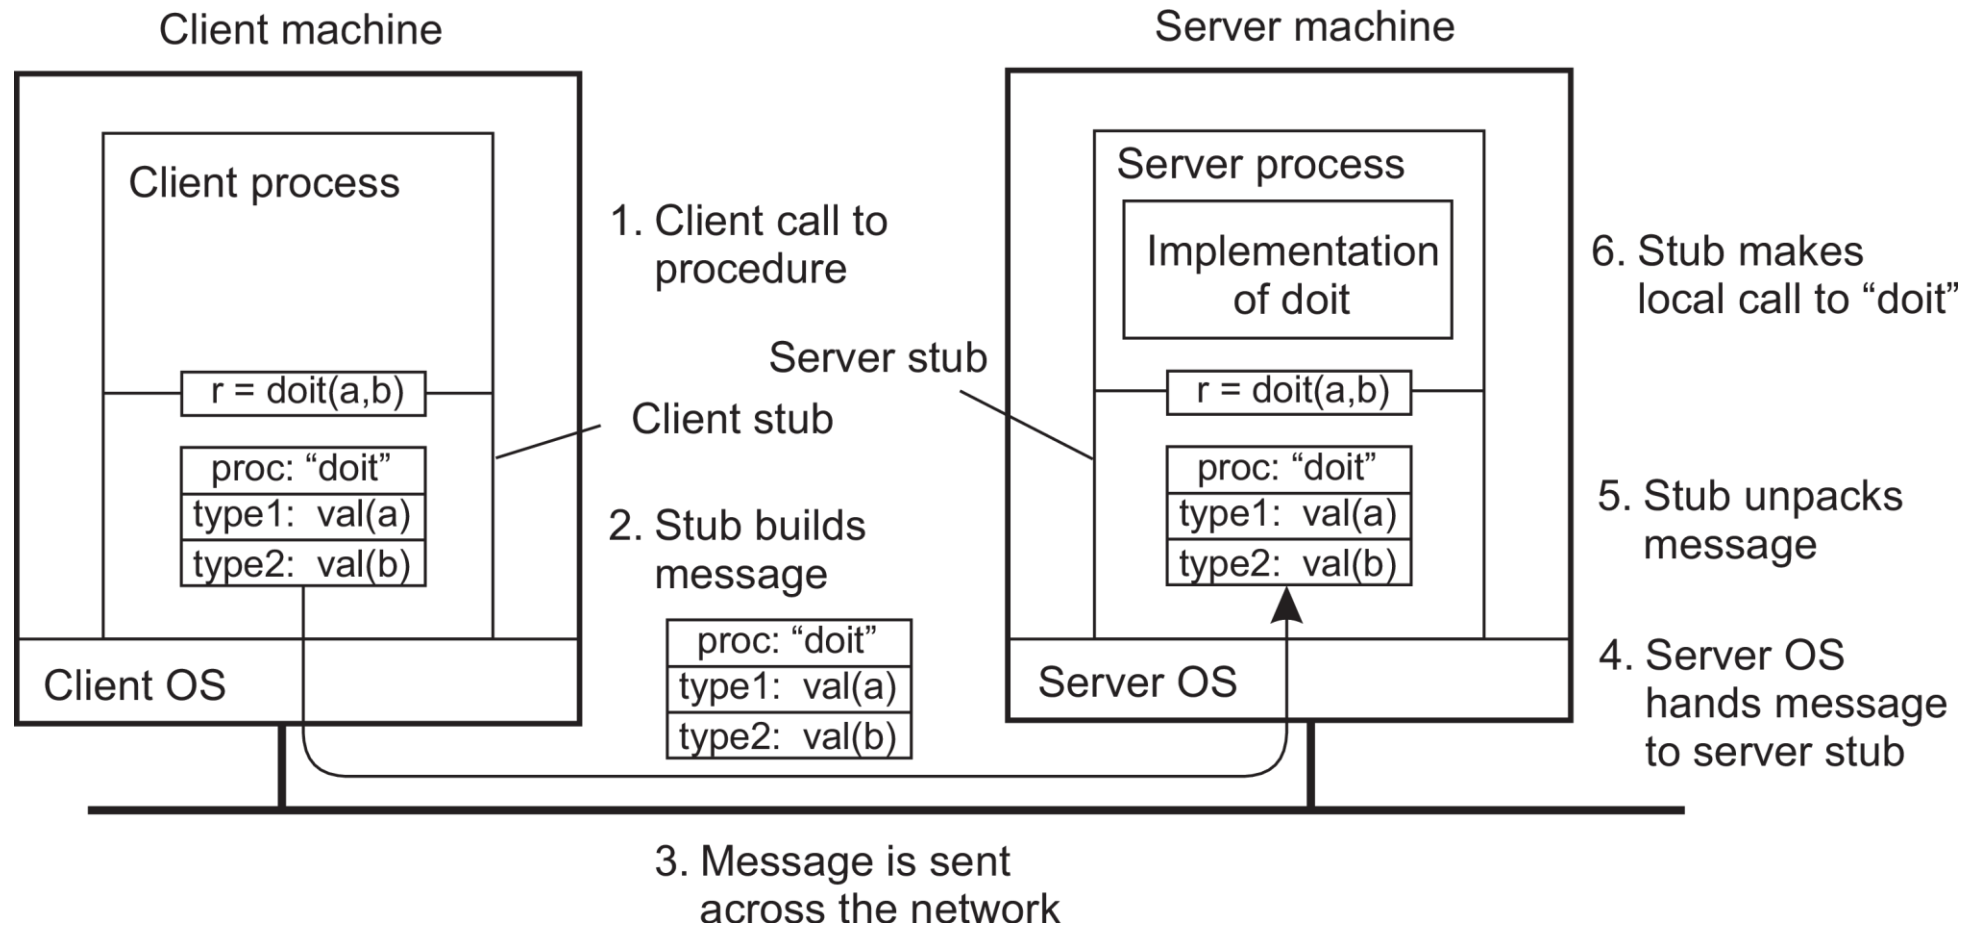 Client machine
Client process
r = doit(a,b)
proc: “doit”
type1: val(a)
type2: val(b)
Client OS
1. Client call to
procedure
Server stub
Client stub
2. Stub builds
message
proc: “doit”
type1: val(a)
type2: val(b)
3. Message is sent
across the network
Server machine
Server process
Implementation
of doit
r = doit(a,b)
proc: “doit”
type1: val(a)
type2: val(b)
Server OS
6. Stub makes
local call to “doit”
5. Stub unpacks
message
4. Server OS
hands message
to server stub